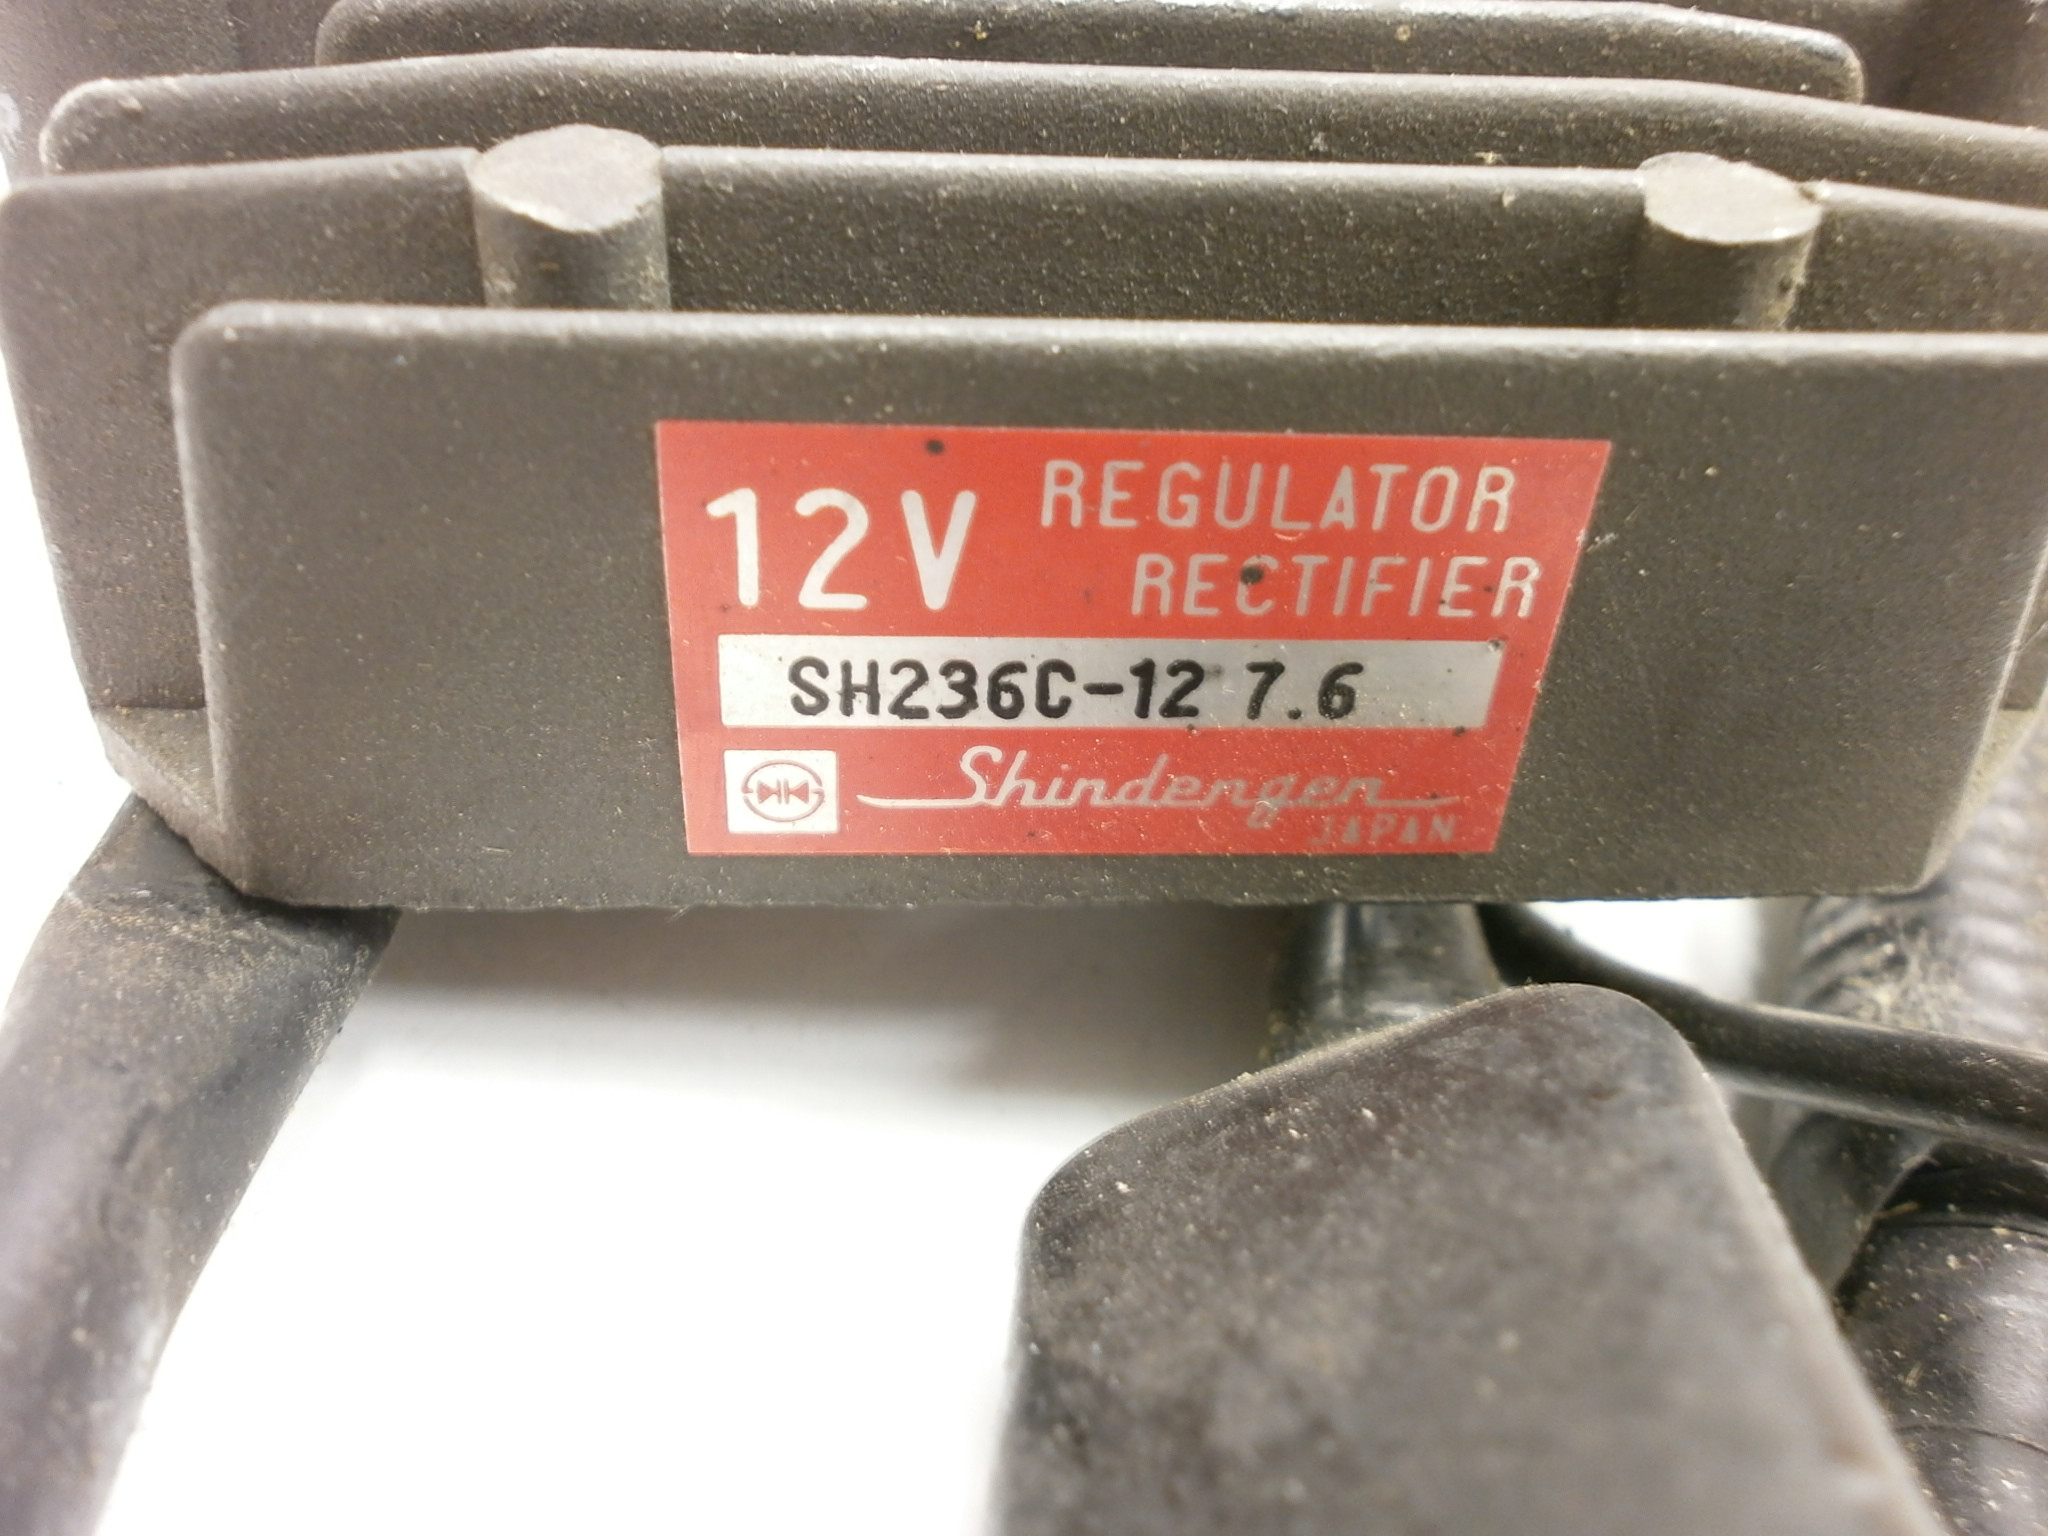 12V REGULATOR
RECTIFIER
SH236C-12 7.6
Shindengen
JAPAN